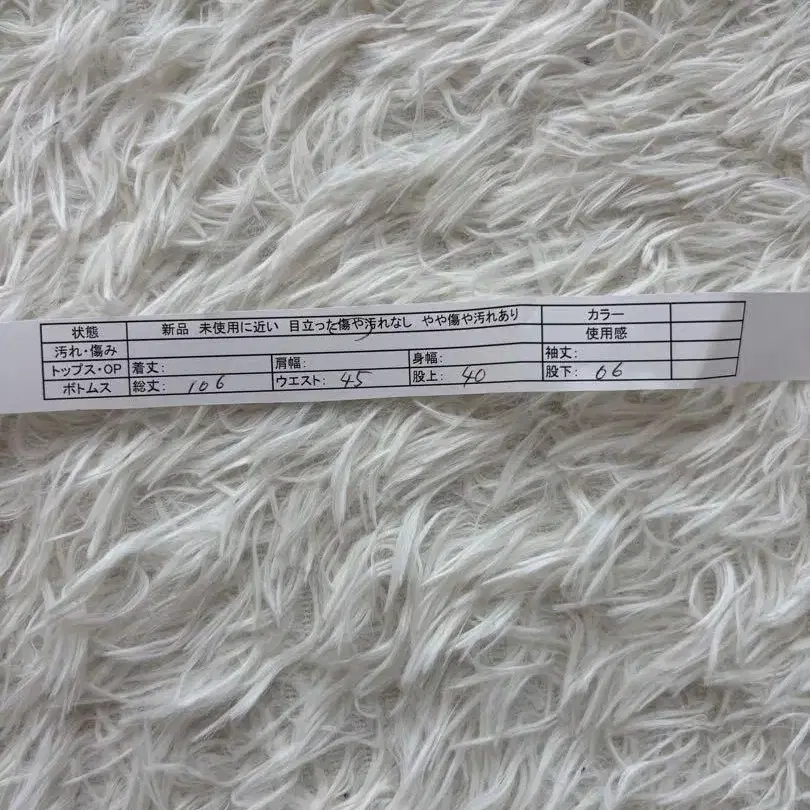 状態 新品 未使用に近い 目立った傷や汚れなし やや傷や汚れあり カラー
汚れ・傷み 使用感
トップス・OP 着丈: 肩幅: 身幅: 袖丈:
ボトムス 総丈: 106 ウエスト: 45 股上: 40 股下: 66